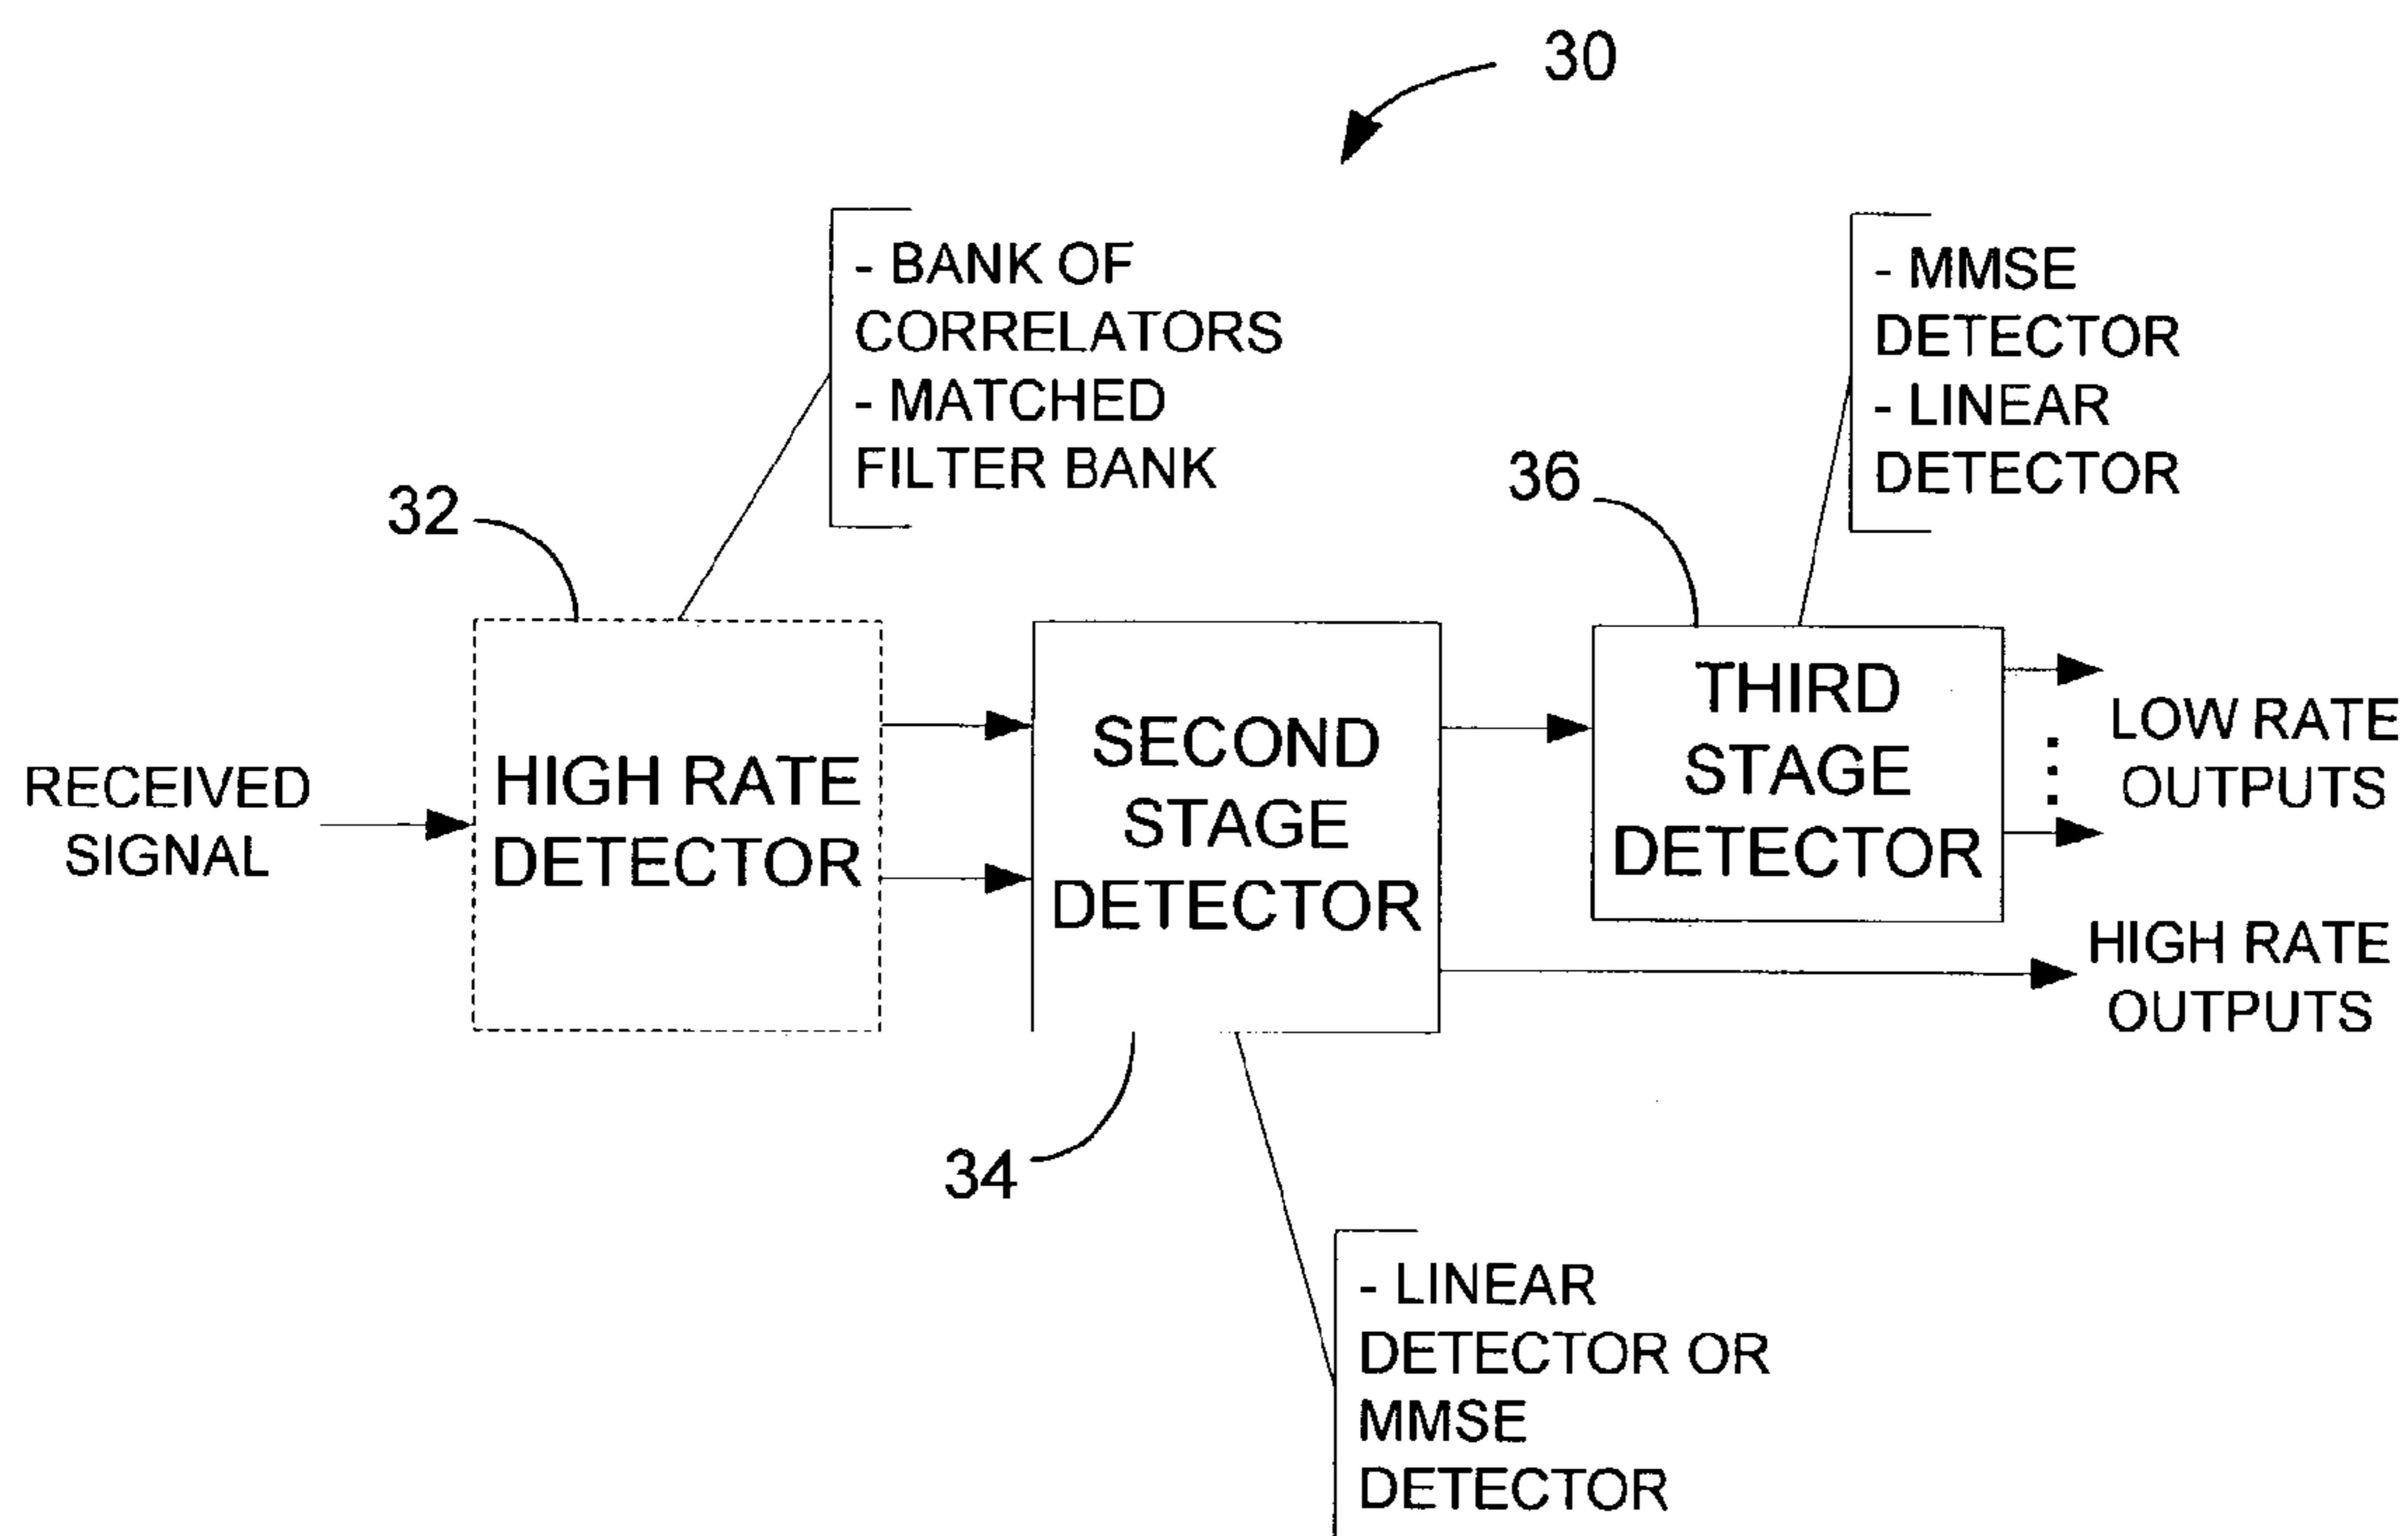 30
- BANK OF
CORRELATORS
- MATCHED
FILTER BANK
- MMSE
DETECTOR
- LINEAR
DETECTOR
32
36
RECEIVED
SIGNAL
HIGH RATE
DETECTOR
SECOND
STAGE
DETECTOR
THIRD
STAGE
DETECTOR
LOW RATE
OUTPUTS
HIGH RATE
OUTPUTS
34
- LINEAR
DETECTOR OR
MMSE
DETECTOR